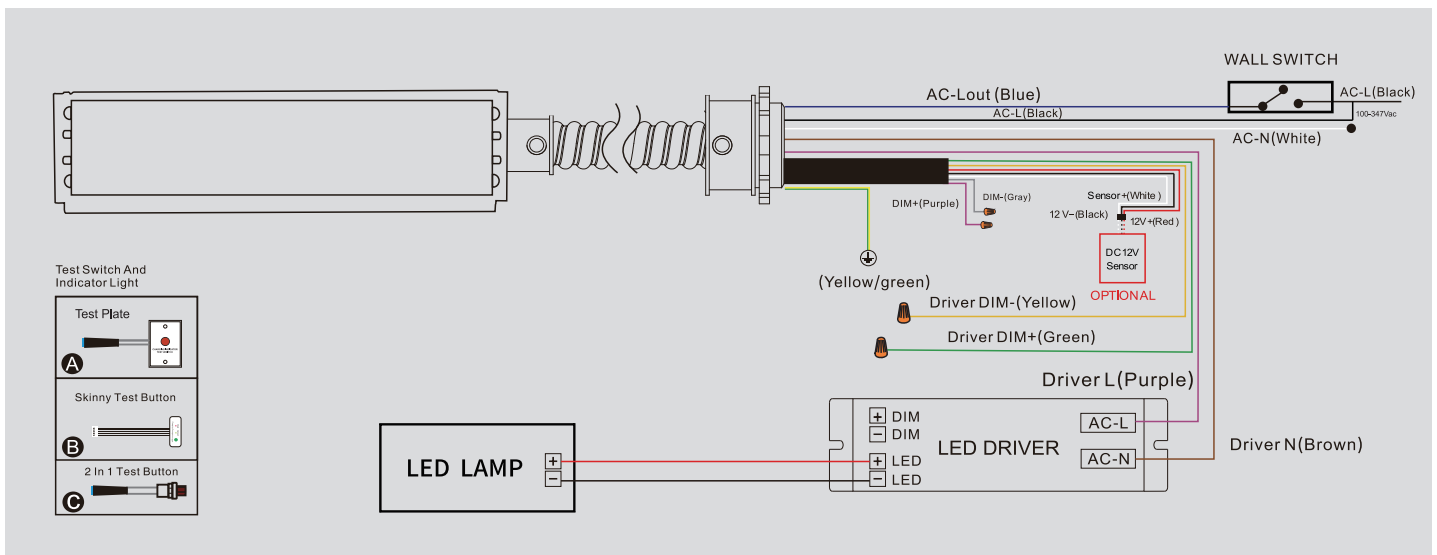 WALL SWITCH
AC-Lout (Blue)
AC-L(Black)
AC-L(Black)
100-347Vac
AC-N(White)
DIM-(Gray)
DIM+(Purple)
Sensor+(White)
12V-(Black)
12V+(Red)
DC12V
Sensor
OPTIONAL
(Yellow/green)
Driver DIM-(Yellow)
Driver DIM+(Green)
Test Switch And
Indicator Light
Test Plate
A
Skinny Test Button
B
2 In 1 Test Button
C
Driver L(Purple)
Driver N(Brown)
LED LAMP
+
−
+ DIM
− DIM
+ LED
− LED
LED DRIVER
AC-L
AC-N